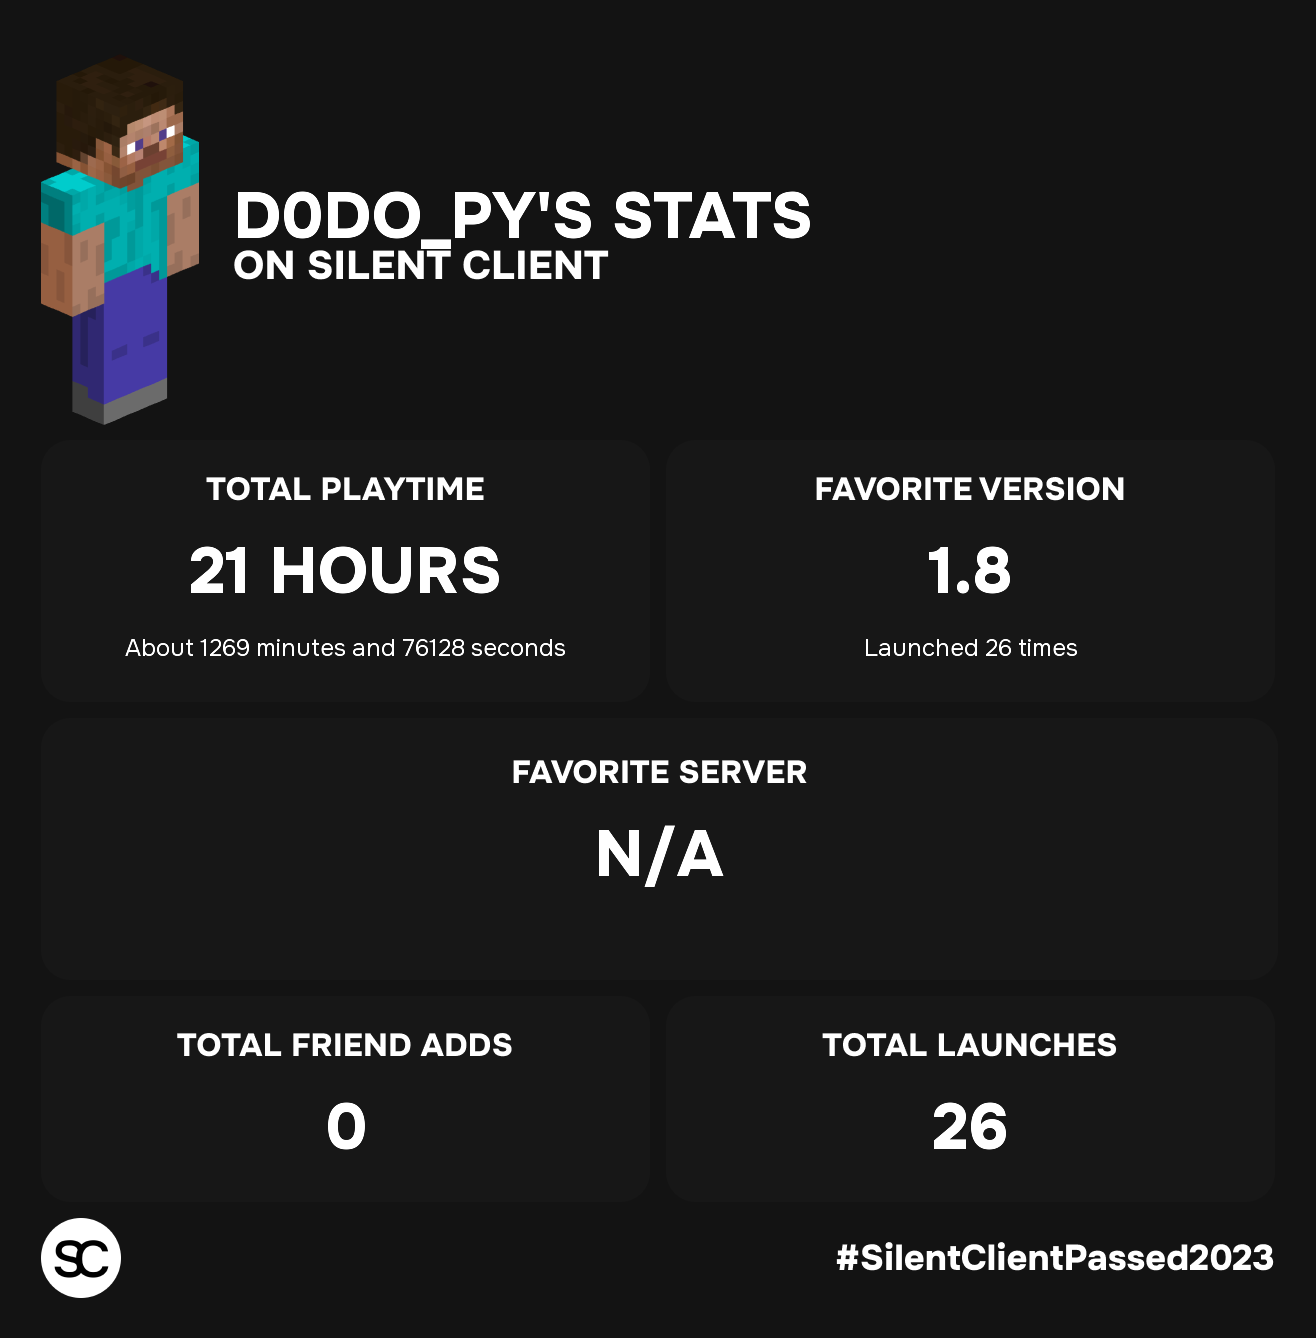 D0DO_PY'S STATS
ON SILENT CLIENT
TOTAL PLAYTIME
21 HOURS
About 1269 minutes and 76128 seconds
FAVORITE VERSION
1.8
Launched 26 times
FAVORITE SERVER
N/A
TOTAL FRIEND ADDS
0
TOTAL LAUNCHES
26
SC
#SilentClientPassed2023